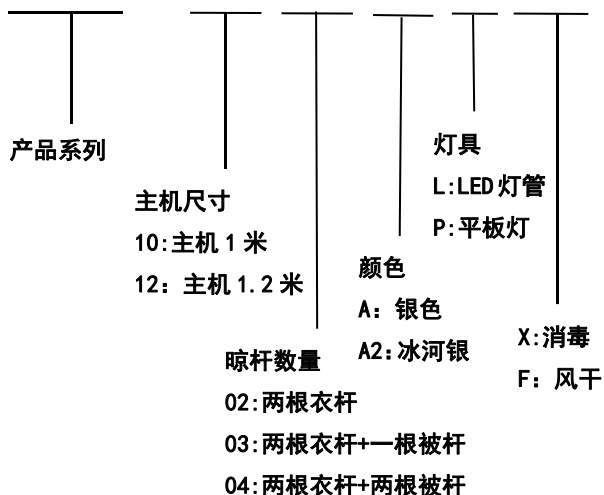 产品系列
主机尺寸
10:主机1米
12: 主机1.2米
晾杆数量
02:两根衣杆
03:两根衣杆+一根被杆
04:两根衣杆+两根被杆
颜色
A: 银色
A2:冰河银
灯具
L:LED灯管
P:平板灯
X:消毒
F: 风干